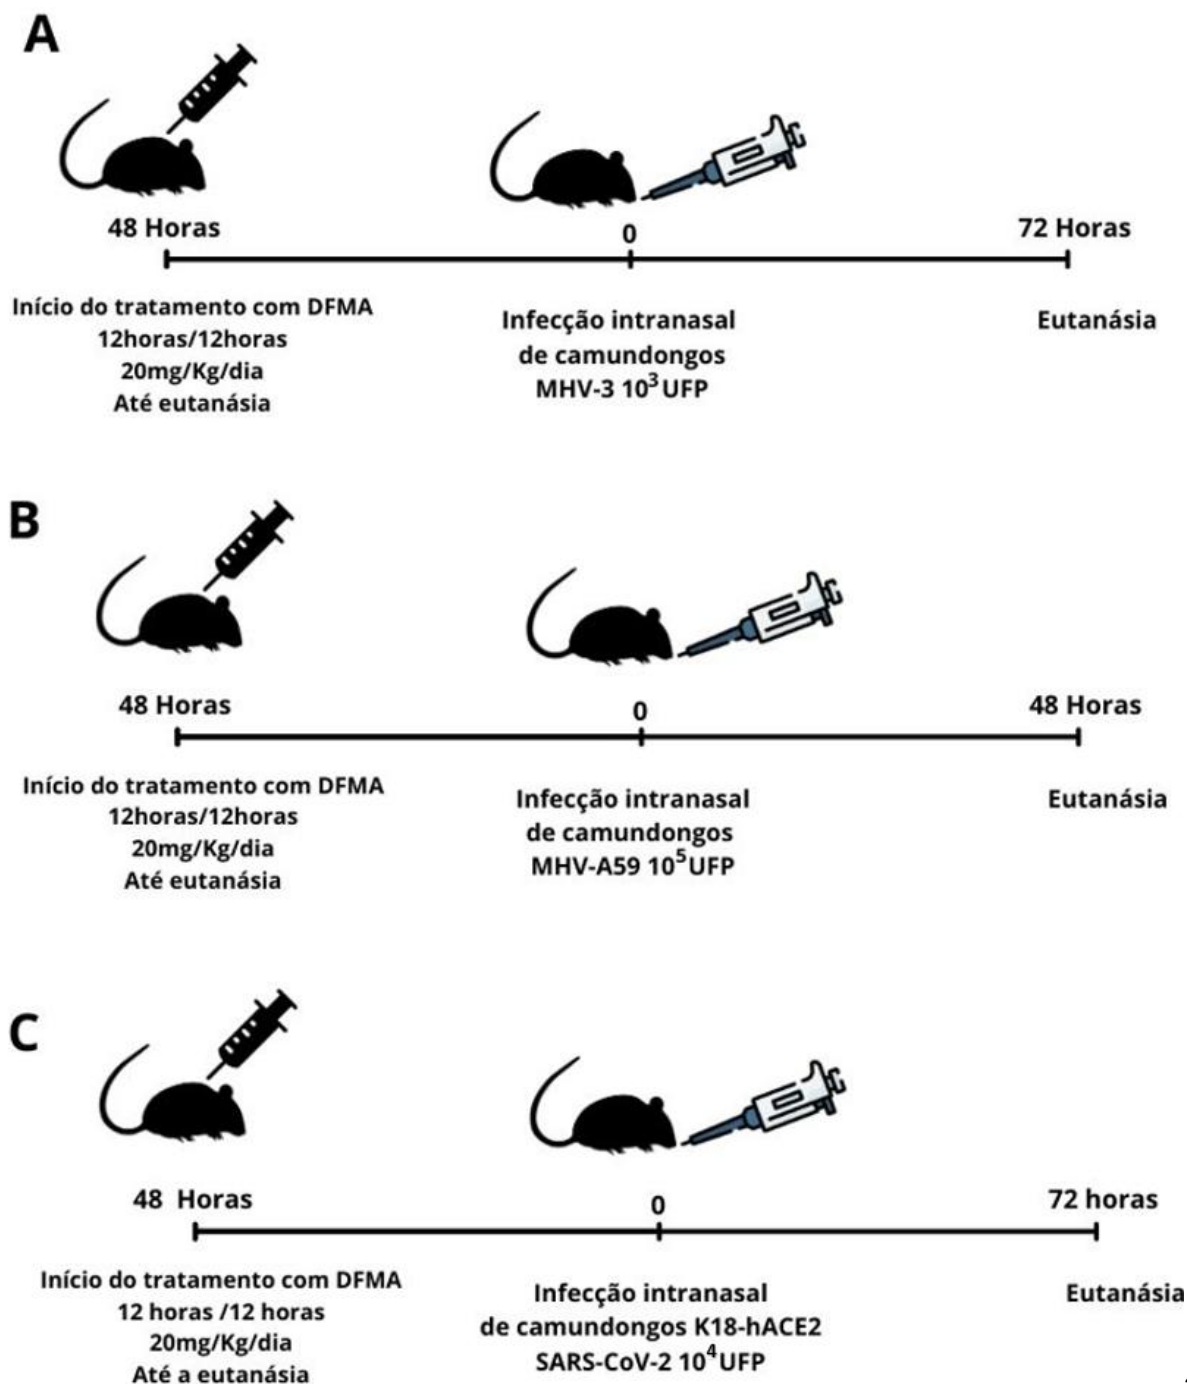 A
48 Horas
0
72 Horas
Início do tratamento com DFMA
12horas/12horas
20mg/Kg/dia
Até eutanásia
Infecção intranasal
de camundongos
MHV-3 10³UFP
Eutanásia
B
48 Horas
0
48 Horas
Início do tratamento com DFMA
12horas/12horas
20mg/Kg/dia
Até eutanásia
Infecção intranasal
de camundongos
MHV-A59 10⁵UFP
Eutanásia
C
48 Horas
0
72 horas
Início do tratamento com DFMA
12 horas /12 horas
20mg/Kg/dia
Até a eutanásia
Infecção intranasal
de camundongos K18-hACE2
SARS-CoV-2 10⁴UFP
Eutanásia